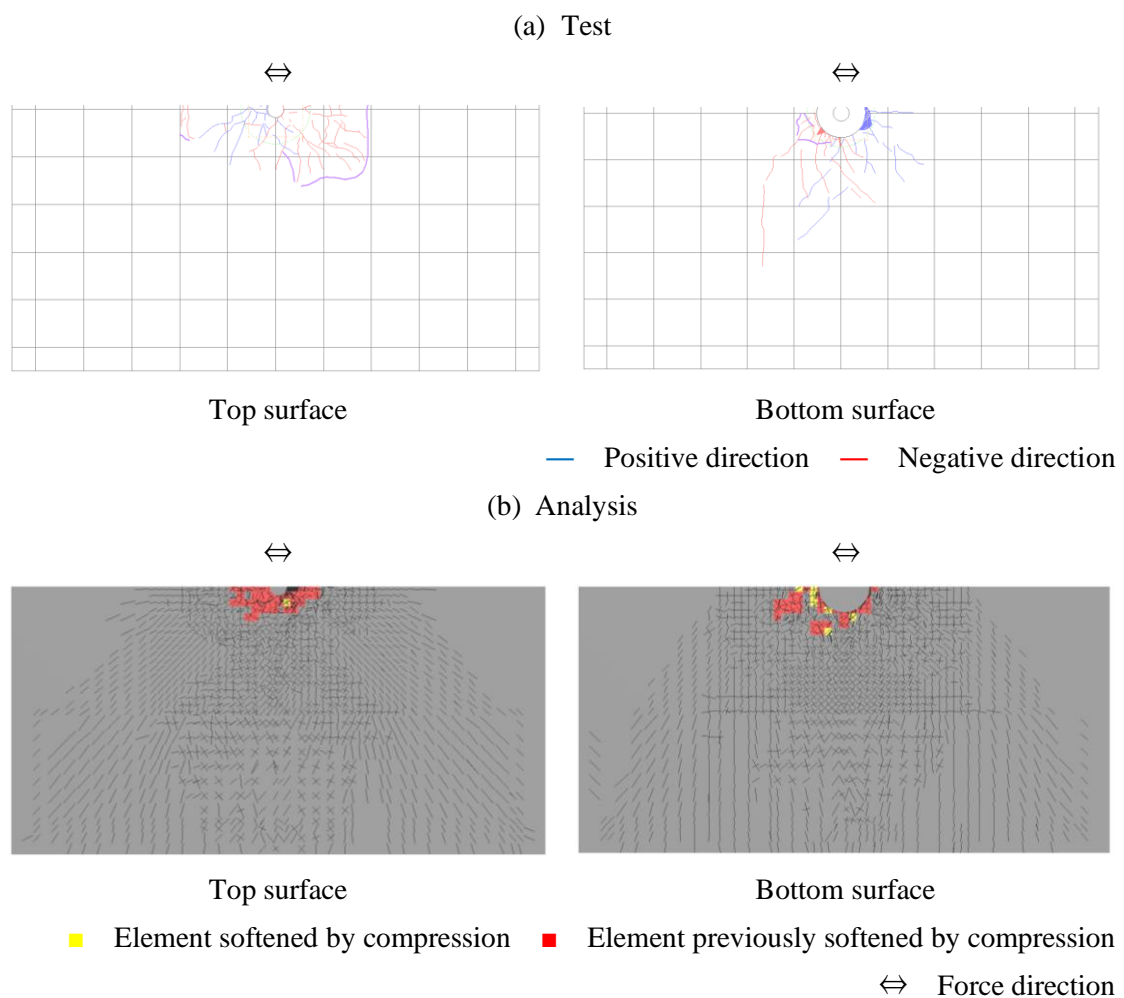 (a) Test
⇔ ⇔
Top surface Bottom surface
Positive direction Negative direction
(b) Analysis
⇔ ⇔
Top surface Bottom surface
Element softened by compression Element previously softened by compression
⇔ Force direction